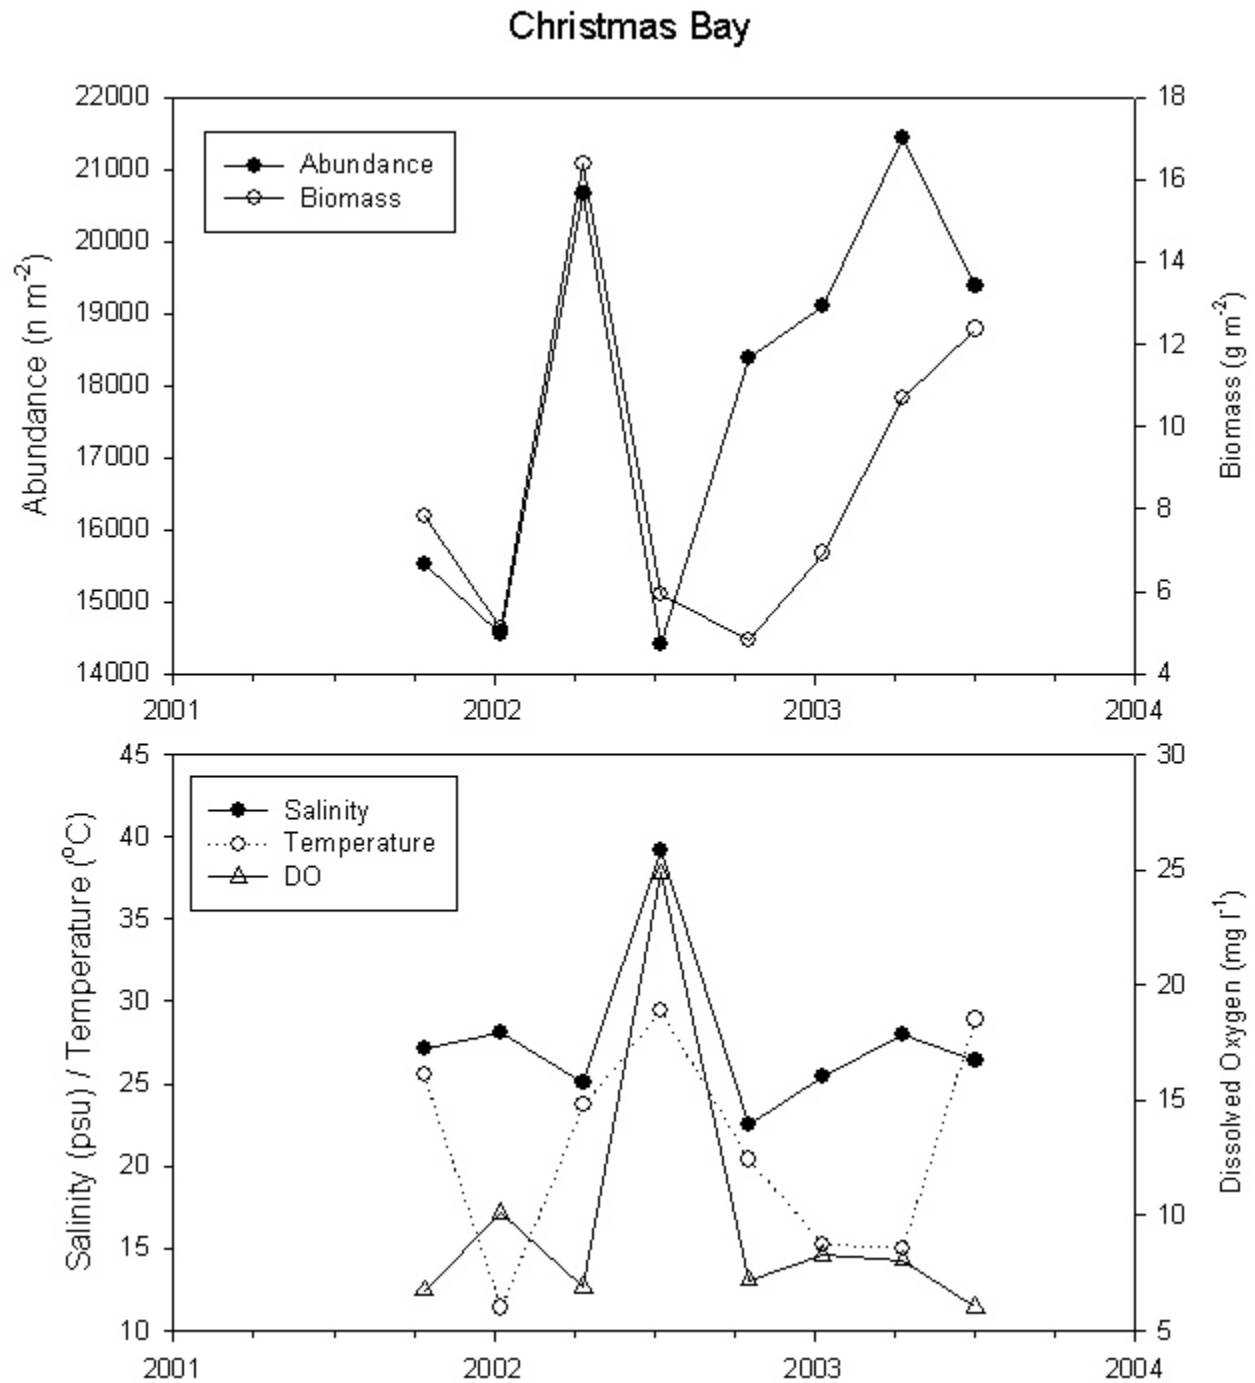 Christmas Bay
22000
21000
20000
19000
18000
17000
16000
15000
14000
Abundance (n m-2)
Abundance
Biomass
18
16
14
12
10
8
6
4
Biomass (g m-2)
2001 2002 2003 2004
45
40
35
30
25
20
15
10
Salinity (psu) / Temperature (oC)
Salinity
Temperature
DO
30
25
20
15
10
5
Dissolved Oxygen (mg l-1)
2001 2002 2003 2004